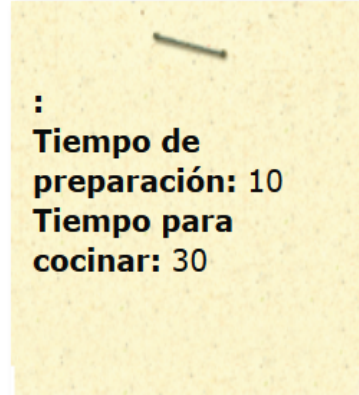 :
Tiempo de
preparación: 10
Tiempo para
cocinar: 30